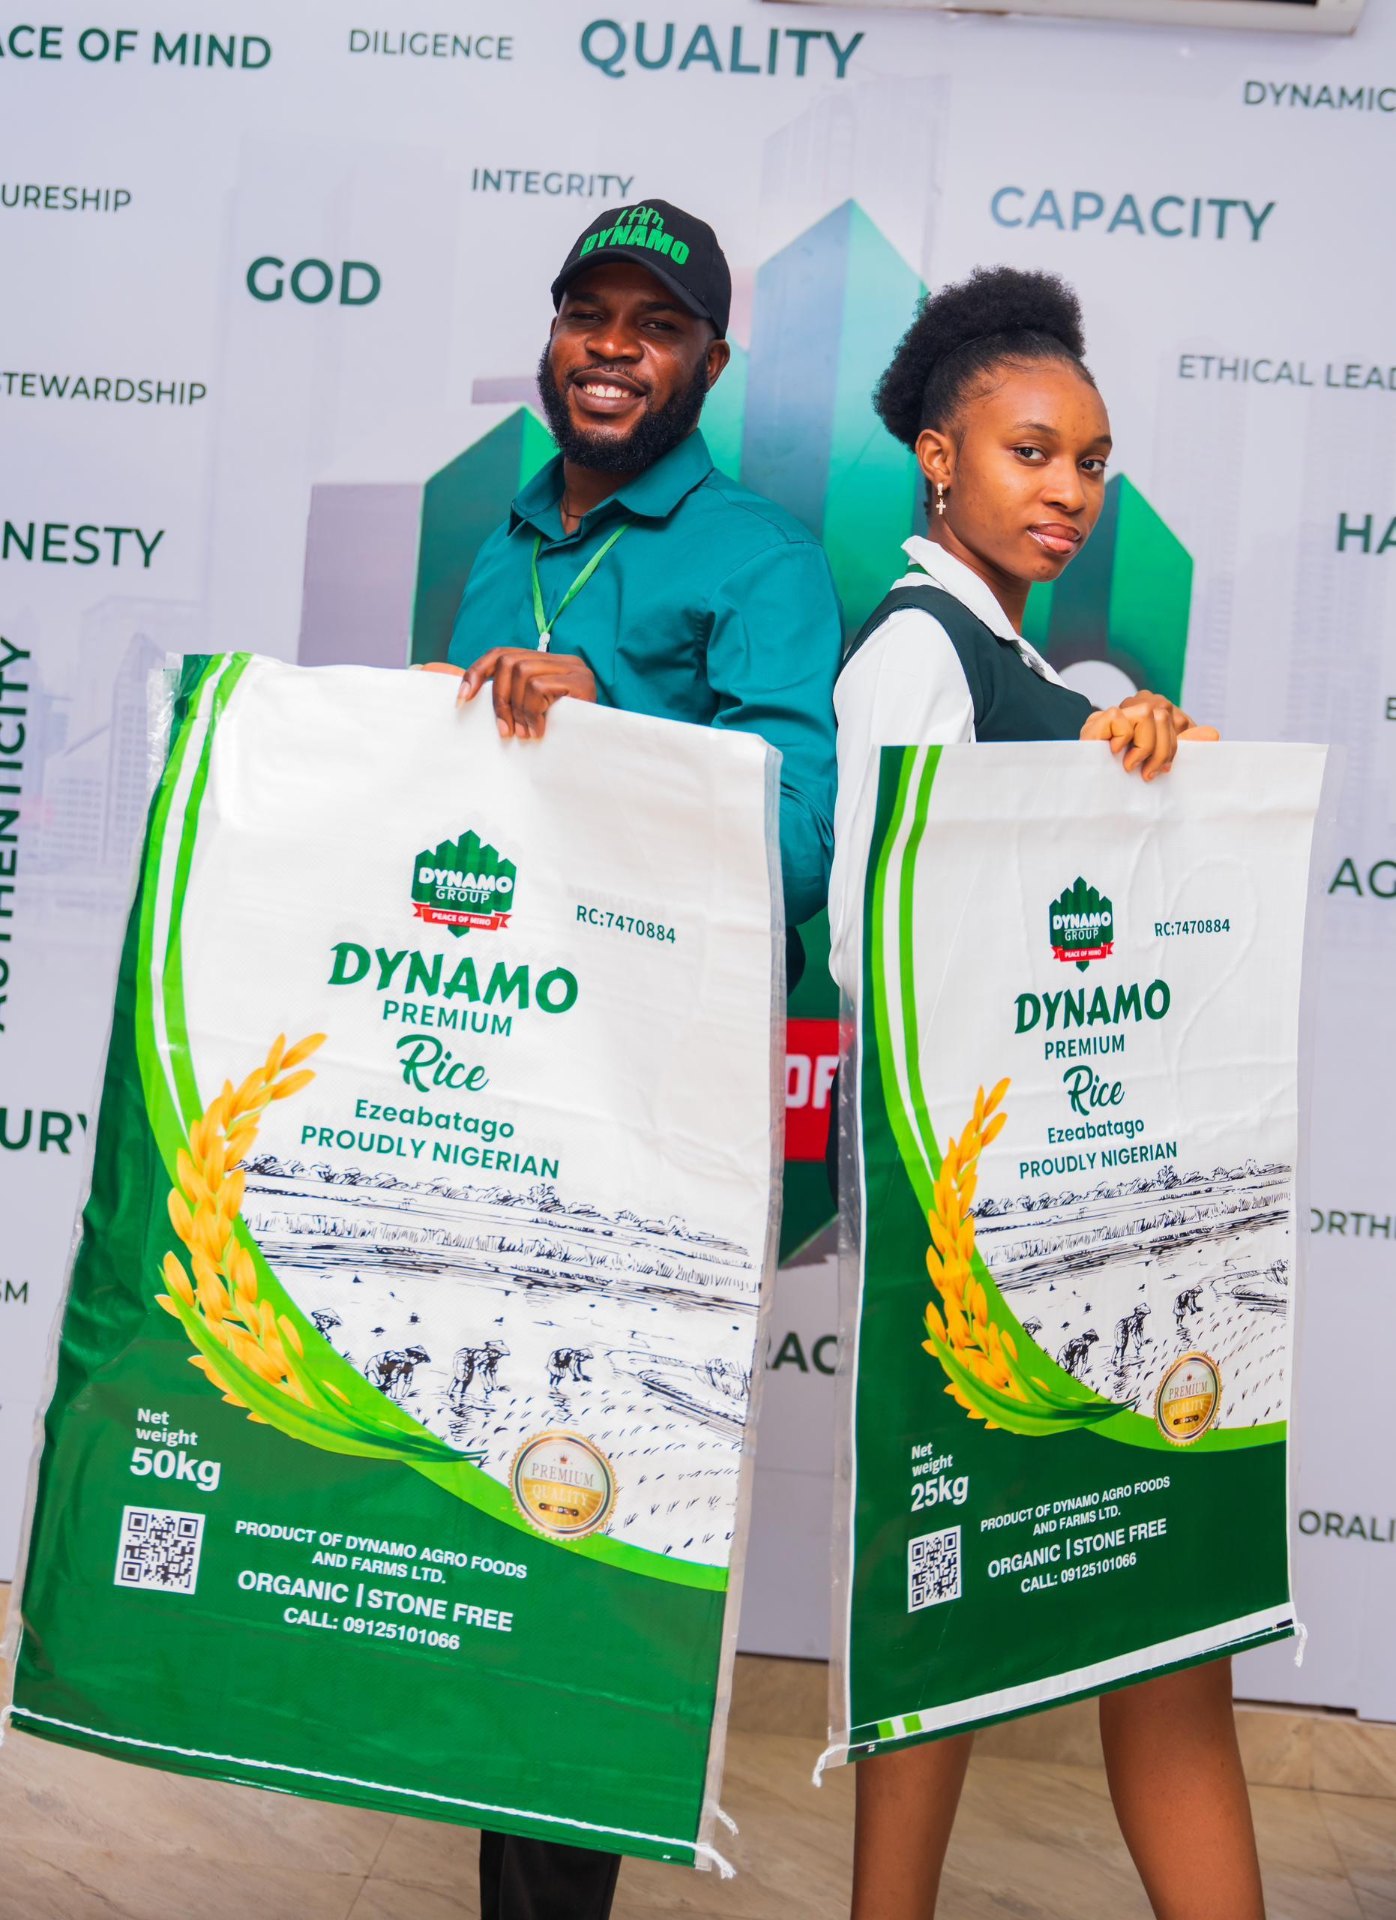 ACE OF MIND
DILIGENCE
QUALITY
DYNAMIC
URESHIP
INTEGRITY
CAPACITY
GOD
STEWARDSHIP
ETHICAL LEAD
NESTY
HA
AUTHENTICITY
AG
URY
OF
ORTH
SM
RAC
ORALI
I AM
DYNAMO
DYNAMO
GROUP
PEACE OF MIND
RC:7470884
DYNAMO
PREMIUM
Rice
Ezeabatago
PROUDLY NIGERIAN
Net
weight
50kg
PREMIUM
QUALITY
PRODUCT OF DYNAMO AGRO FOODS
AND FARMS LTD.
ORGANIC | STONE FREE
CALL: 09125101066
DYNAMO
GROUP
PEACE OF MIND
RC:7470884
DYNAMO
PREMIUM
Rice
Ezeabatago
PROUDLY NIGERIAN
Net
weight
25kg
PREMIUM
QUALITY
PRODUCT OF DYNAMO AGRO FOODS
AND FARMS LTD.
ORGANIC | STONE FREE
CALL: 09125101066